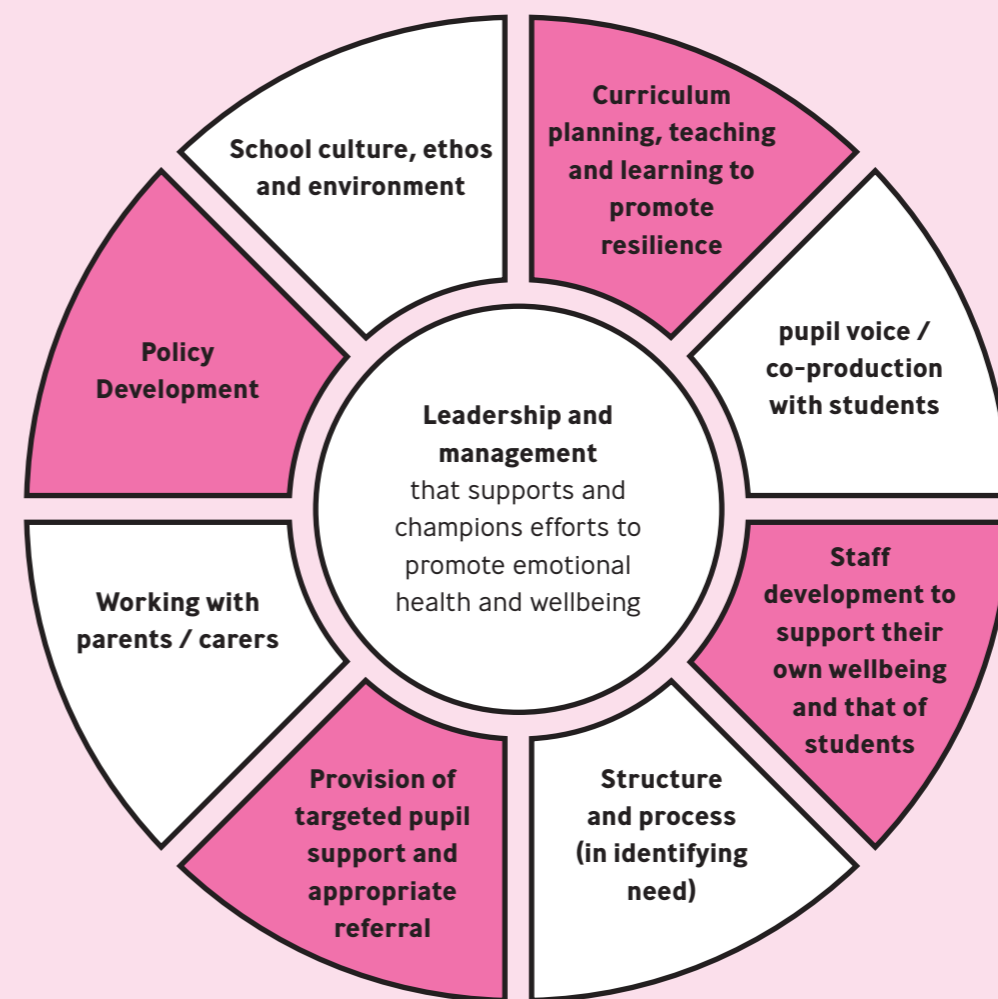 Curriculum
planning, teaching
and learning to
promote
resilience
pupil voice /
co-production
with students
Staff
development to
support their
own wellbeing
and that of
students
Structure
and process
(in identifying
need)
Provision of
targeted pupil
support and
appropriate
referral
Working with
parents / carers
Policy
Development
School culture, ethos
and environment
Leadership and
management
that supports and
champions efforts to
promote emotional
health and wellbeing